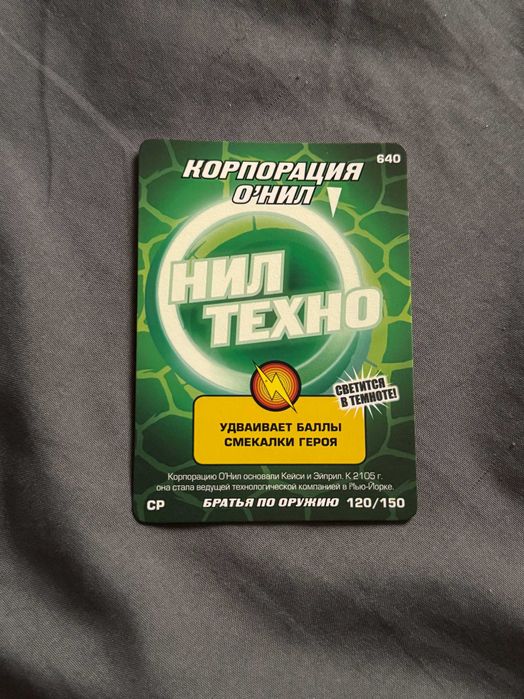 640
КОРПОРАЦИЯ
О'НИЛ
НИЛ
ТЕХНО
СВЕТИТСЯ
В ТЕМНОТЕ!
УДВАИВАЕТ БАЛЛЫ
СМЕКАЛКИ ГЕРОЯ
Корпорацию О'Нил основали Кейси и Эйприл. К 2105 г.
она стала ведущей технологической компанией в Нью-Йорке.
СР БРАТЬЯ ПО ОРУЖИЮ 120/150